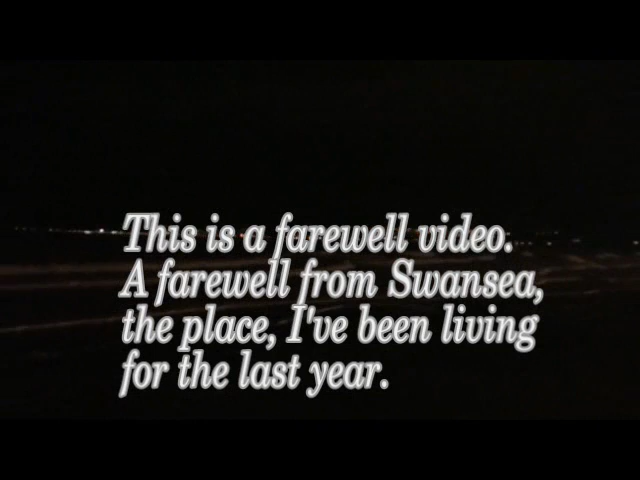 This is a farewell video.
A farewell from Swansea,
the place, I've been living
for the last year.